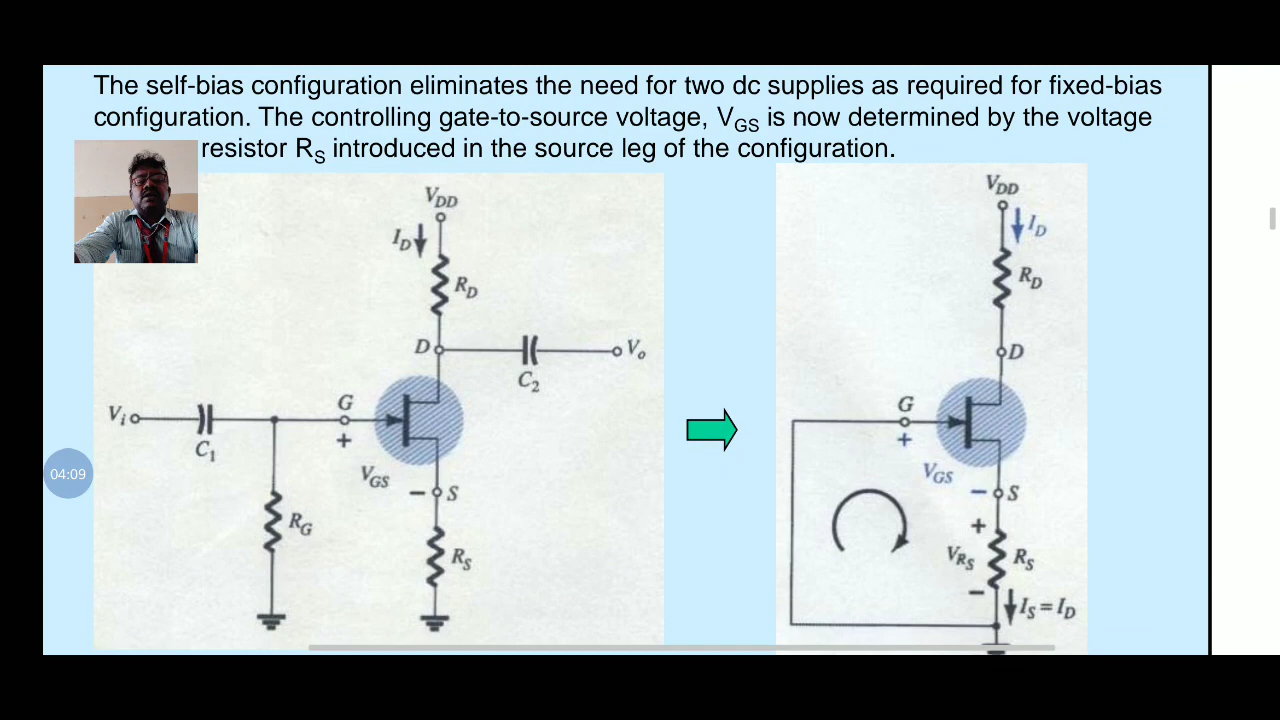 The self-bias configuration eliminates the need for two dc supplies as required for fixed-bias
configuration. The controlling gate-to-source voltage, VGS is now determined by the voltage
resistor RS introduced in the source leg of the configuration.
VDD
ID
RD
D
C2
Vo
Vi
C1
G
+
VGS
−
S
RG
RS
VDD
ID
RD
D
G
+
VGS
−
S
+
VRS
RS
−
IS = ID
04:09